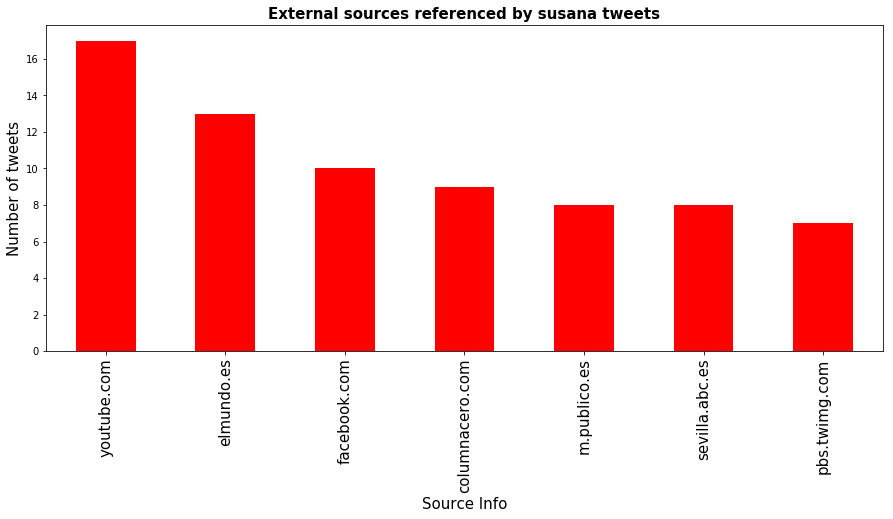 External sources referenced by susana tweets
Number of tweets
16
14
12
10
8
6
4
2
0
youtube.com
elmundo.es
facebook.com
columnacero.com
m.publico.es
sevilla.abc.es
pbs.twimg.com
Source Info